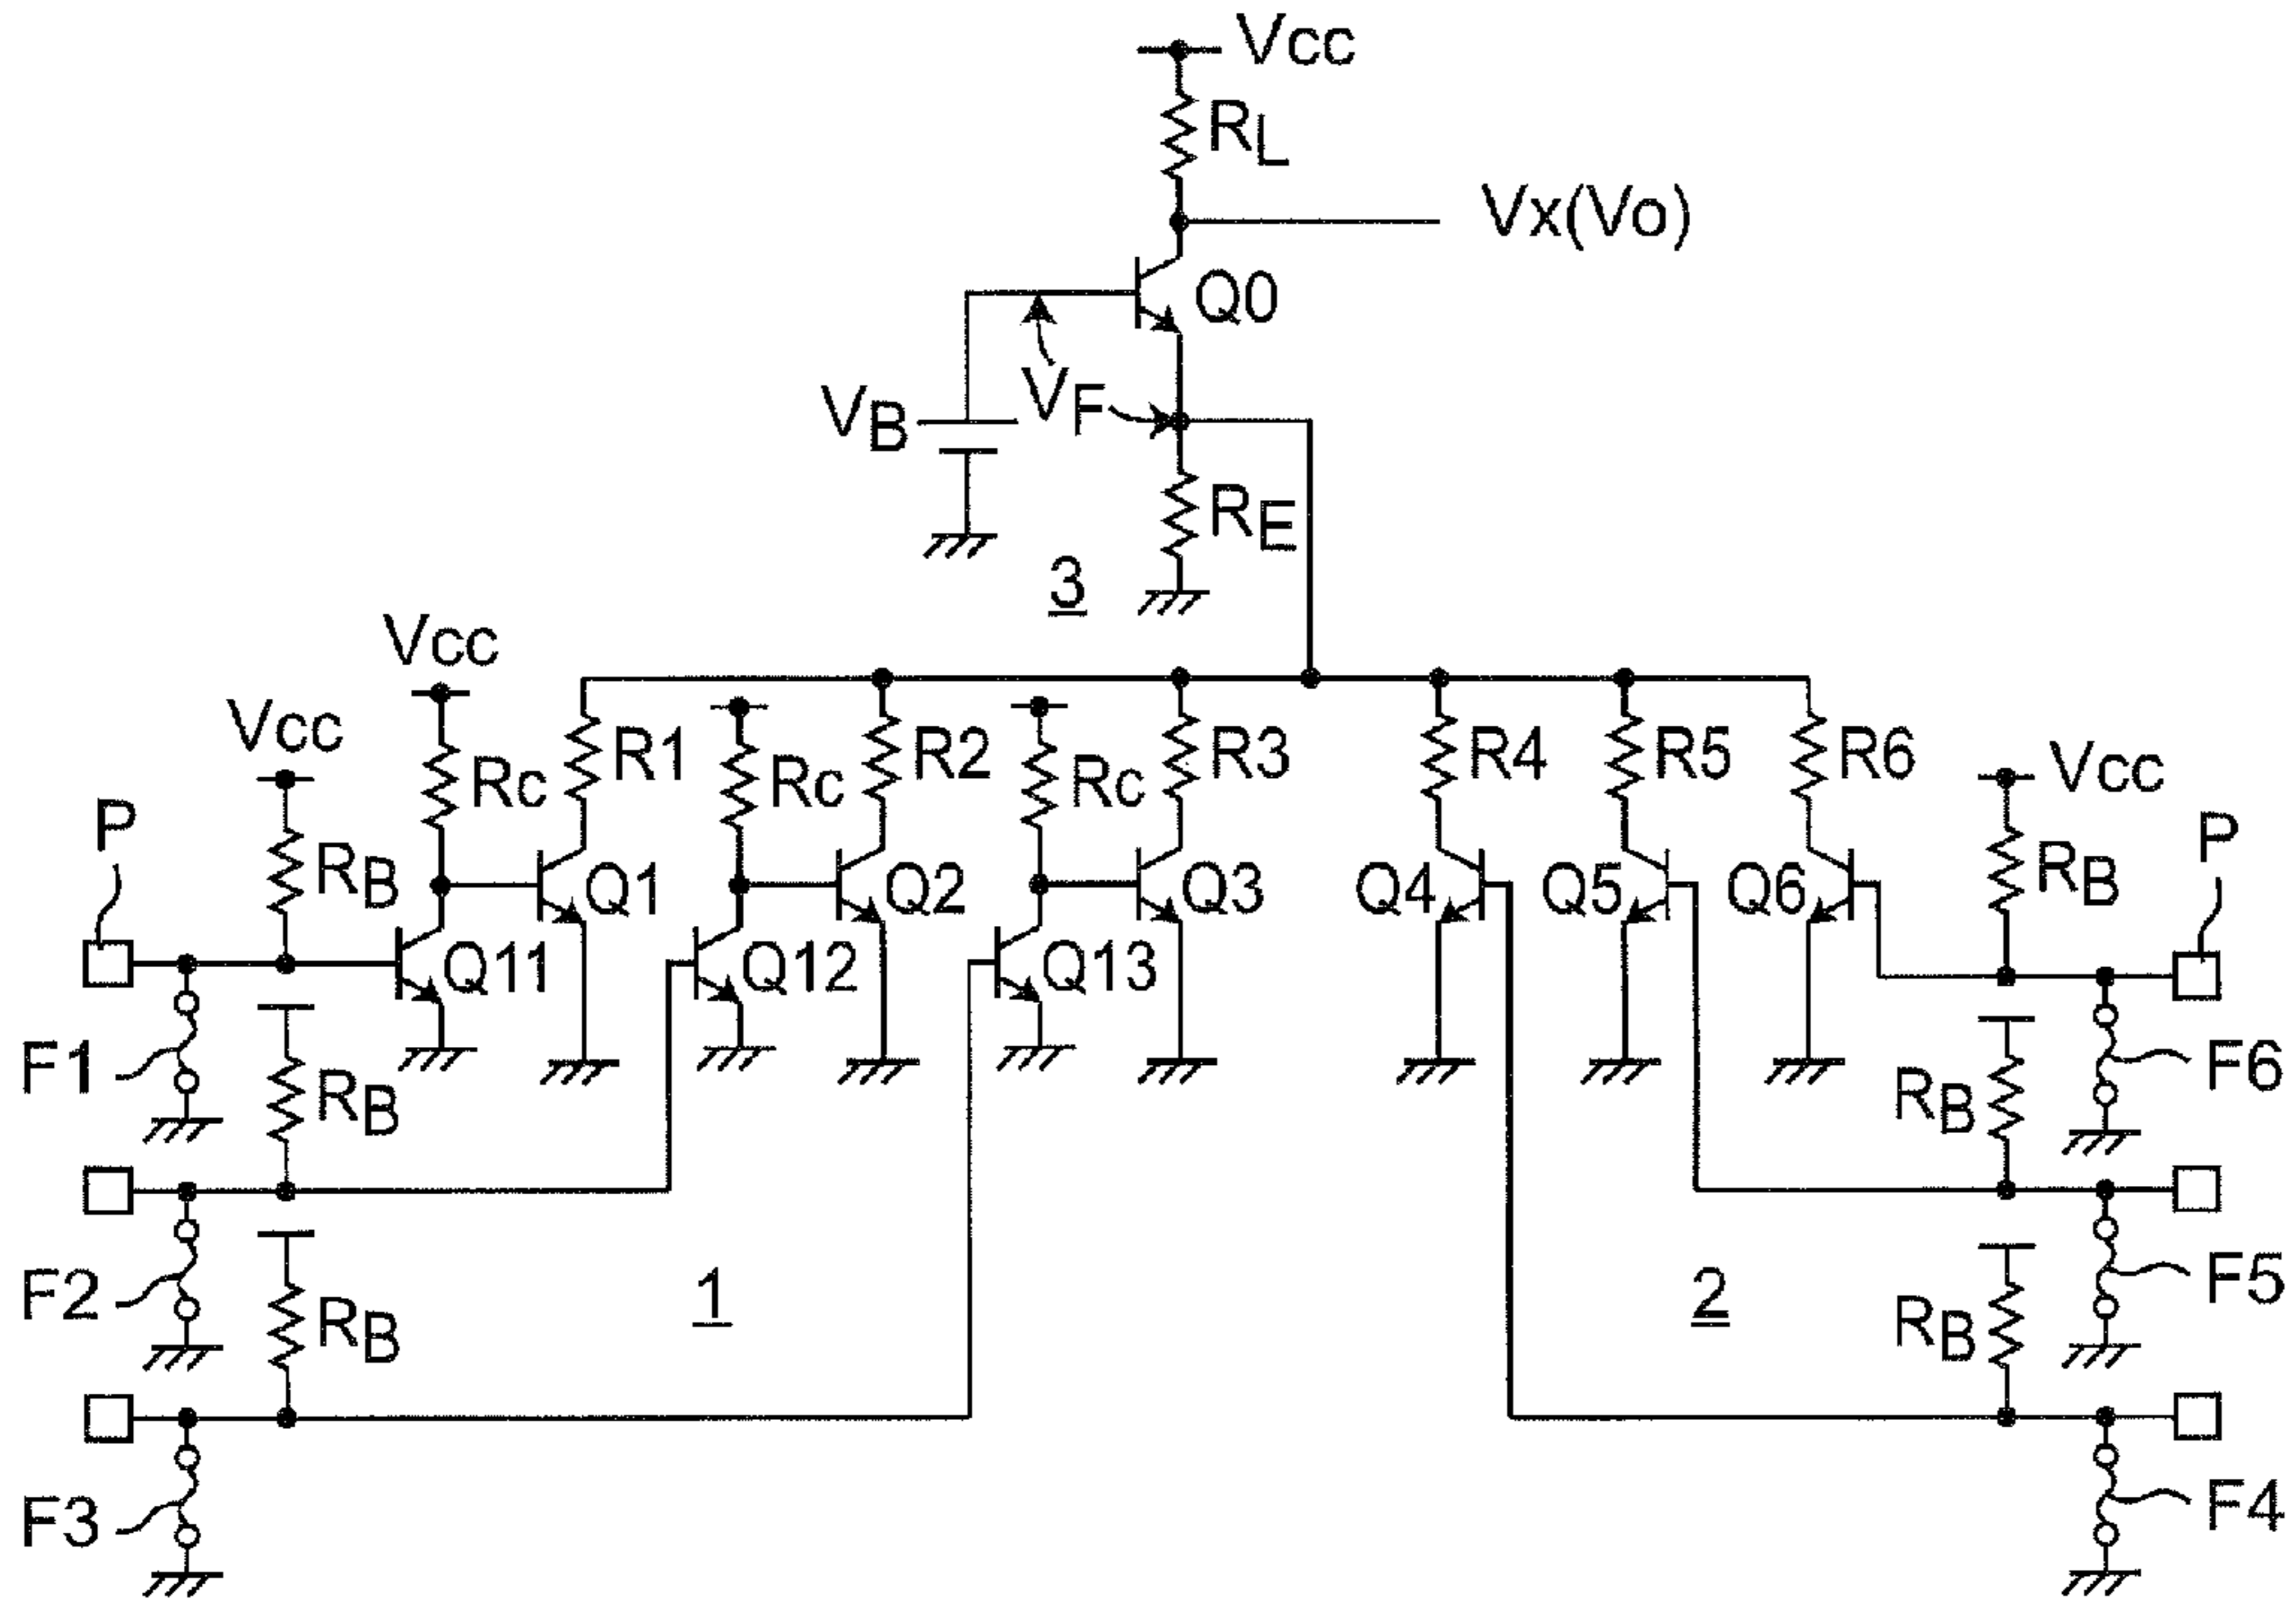 Vcc
RL
Vx(Vo)
Q0
VB
VF
RE
3
Vcc
Vcc
Rc
R1
Rc
R2
Rc
R3
R4
R5
R6
Vcc
P
RB
Q1
Q2
Q3
Q4
Q5
Q6
RB
P
Q11
Q12
Q13
F1
RB
RB
F6
F2
RB
1
2
RB
F5
F3
F4